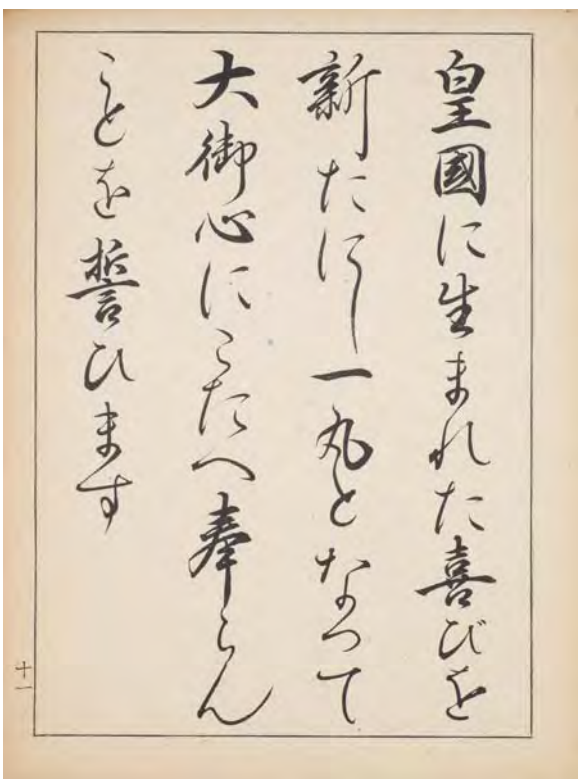 皇國に生まれた喜びを
新たにし一丸となつて
大御心にこたへ奉らん
ことを誓ひます
十一